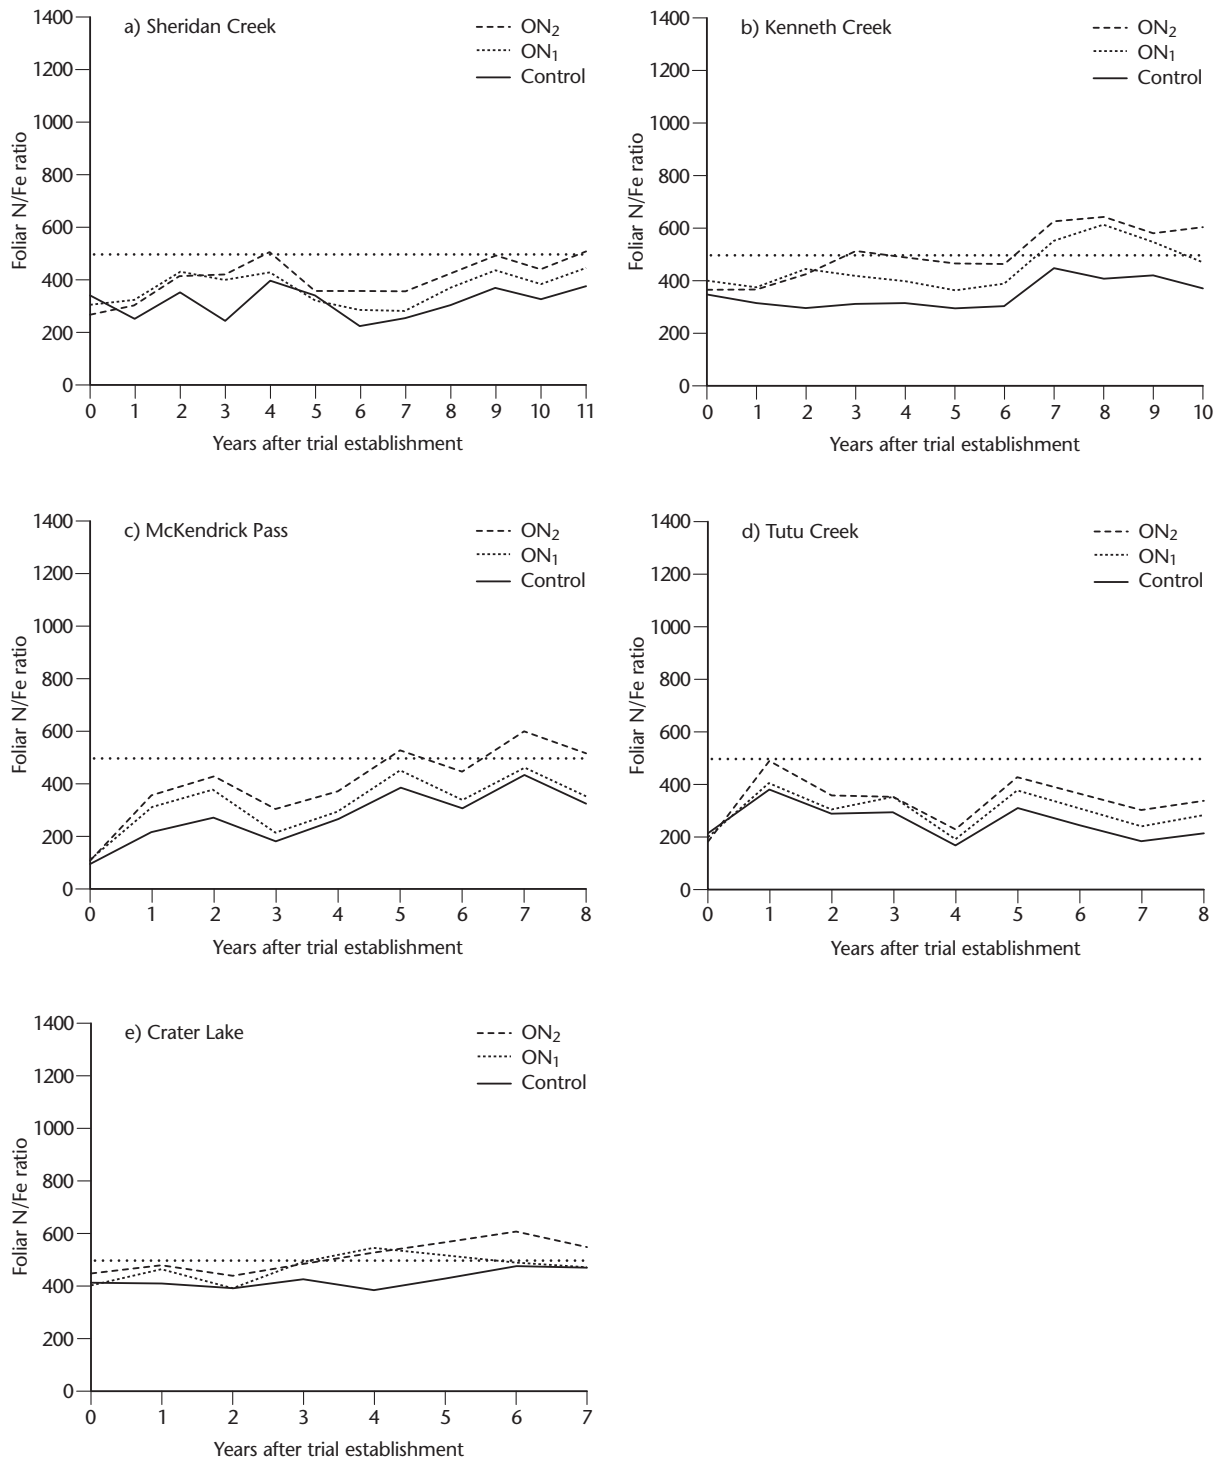 a) Sheridan Creek
ON2
ON1
Control
1400
1200
1000
800
600
400
200
0
Foliar N/Fe ratio
0 1 2 3 4 5 6 7 8 9 10 11
Years after trial establishment
b) Kenneth Creek
ON2
ON1
Control
1400
1200
1000
800
600
400
200
0
Foliar N/Fe ratio
0 1 2 3 4 5 6 7 8 9 10
Years after trial establishment
c) McKendrick Pass
ON2
ON1
Control
1400
1200
1000
800
600
400
200
0
Foliar N/Fe ratio
0 1 2 3 4 5 6 7 8
Years after trial establishment
d) Tutu Creek
ON2
ON1
Control
1400
1200
1000
800
600
400
200
0
Foliar N/Fe ratio
0 1 2 3 4 5 6 7 8
Years after trial establishment
e) Crater Lake
ON2
ON1
Control
1400
1200
1000
800
600
400
200
0
Foliar N/Fe ratio
0 1 2 3 4 5 6 7
Years after trial establishment